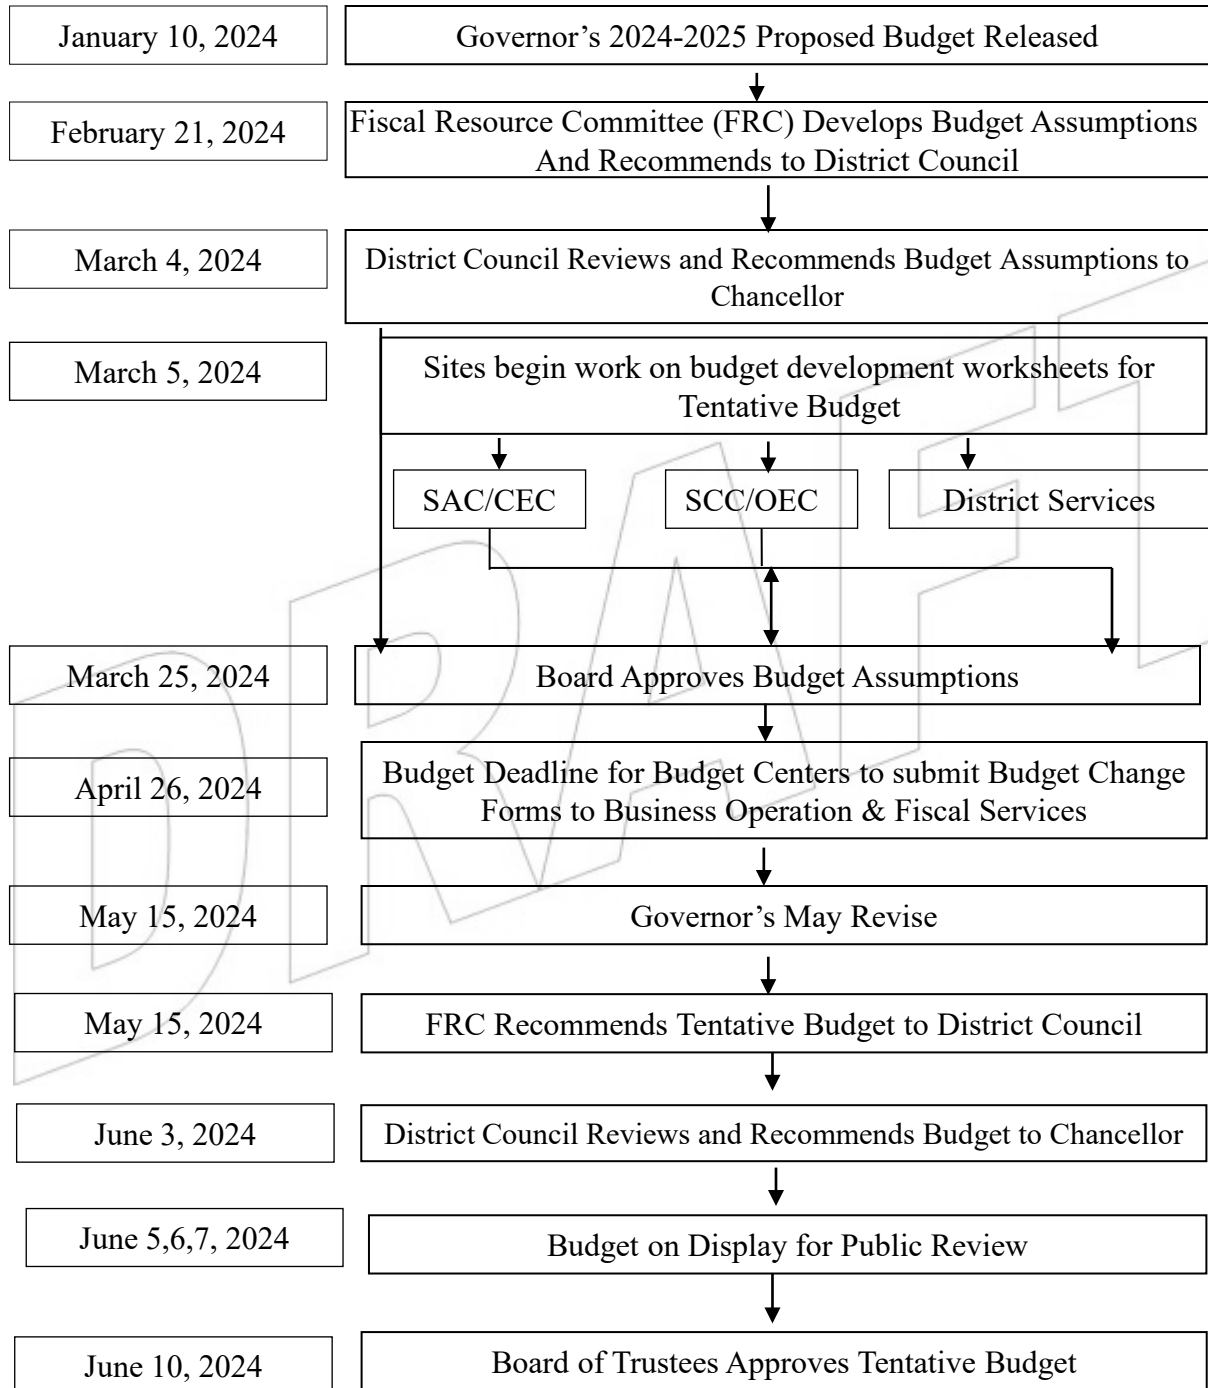 January 10, 2024
Governor’s 2024-2025 Proposed Budget Released
February 21, 2024
Fiscal Resource Committee (FRC) Develops Budget Assumptions
And Recommends to District Council
March 4, 2024
District Council Reviews and Recommends Budget Assumptions to
Chancellor
March 5, 2024
Sites begin work on budget development worksheets for
Tentative Budget
SAC/CEC
SCC/OEC
District Services
March 25, 2024
Board Approves Budget Assumptions
April 26, 2024
Budget Deadline for Budget Centers to submit Budget Change
Forms to Business Operation & Fiscal Services
May 15, 2024
Governor’s May Revise
May 15, 2024
FRC Recommends Tentative Budget to District Council
June 3, 2024
District Council Reviews and Recommends Budget to Chancellor
June 5,6,7, 2024
Budget on Display for Public Review
June 10, 2024
Board of Trustees Approves Tentative Budget
DRAFT